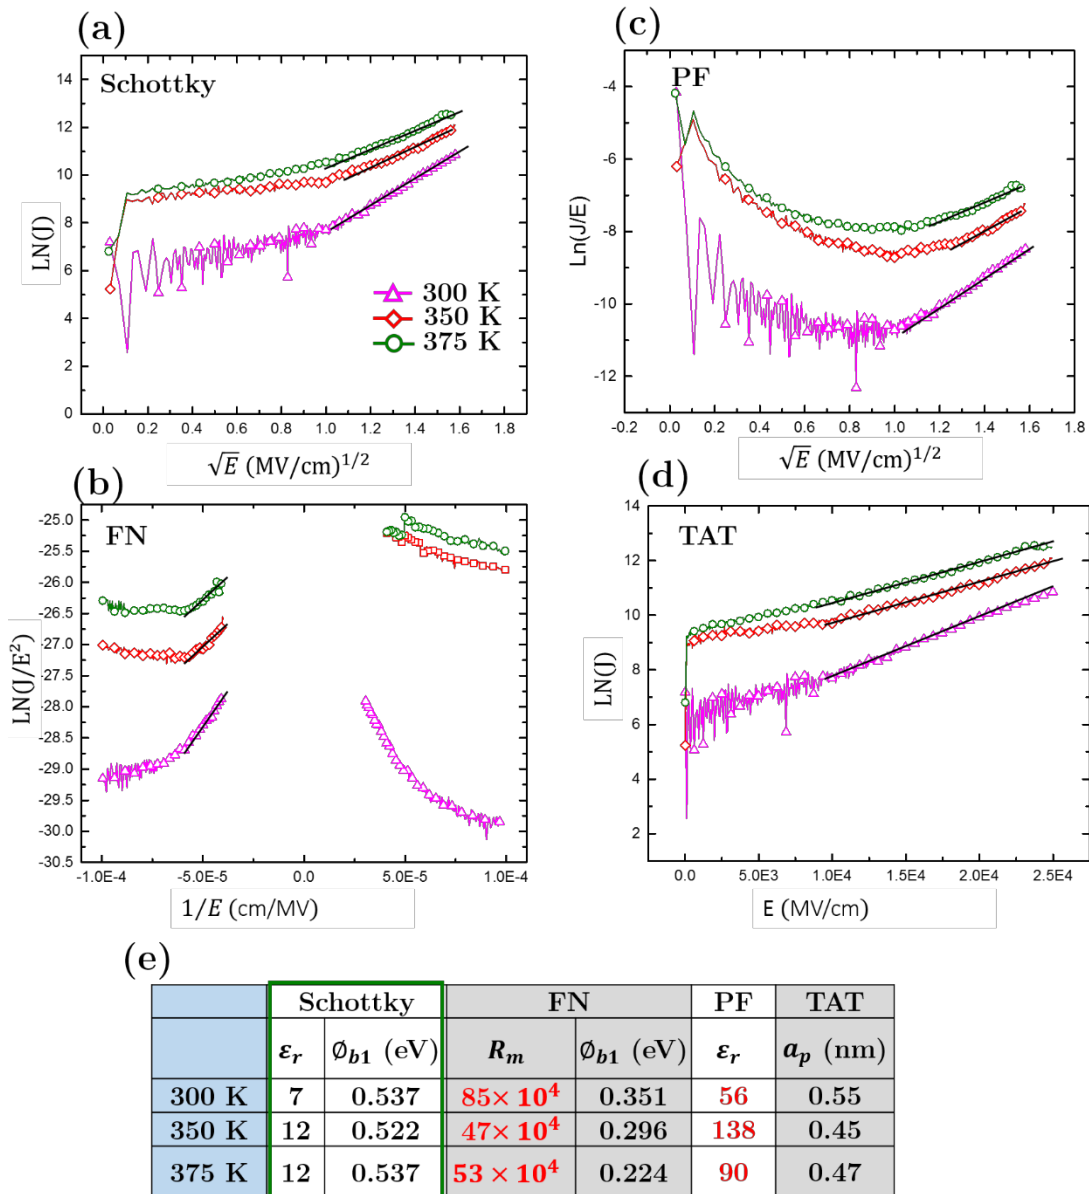 (a)
Schottky
LN(J)
14
12
10
8
6
4
2
0
300 K
350 K
375 K
0.0 0.2 0.4 0.6 0.8 1.0 1.2 1.4 1.6 1.8
√E (MV/cm)^{1/2}
(c)
PF
Ln(J/E)
-4
-6
-8
-10
-12
-0.2 0.0 0.2 0.4 0.6 0.8 1.0 1.2 1.4 1.6 1.8
√E (MV/cm)^{1/2}
(b)
FN
LN(J/E²)
-25.0
-25.5
-26.0
-26.5
-27.0
-27.5
-28.0
-28.5
-29.0
-29.5
-30.0
-30.5
-1.0E-4 -5.0E-5 0.0 5.0E-5 1.0E-4
1/E (cm/MV)
(d)
TAT
LN(J)
14
12
10
8
6
4
2
0.0 5.0E3 1.0E4 1.5E4 2.0E4 2.5E4
E (MV/cm)
(e)
Schottky FN PF TAT
ε_r Ø_{b1} (eV) R_m Ø_{b1} (eV) ε_r a_p (nm)
300 K 7 0.537 85× 10⁴ 0.351 56 0.55
350 K 12 0.522 47× 10⁴ 0.296 138 0.45
375 K 12 0.537 53 × 10⁴ 0.224 90 0.47